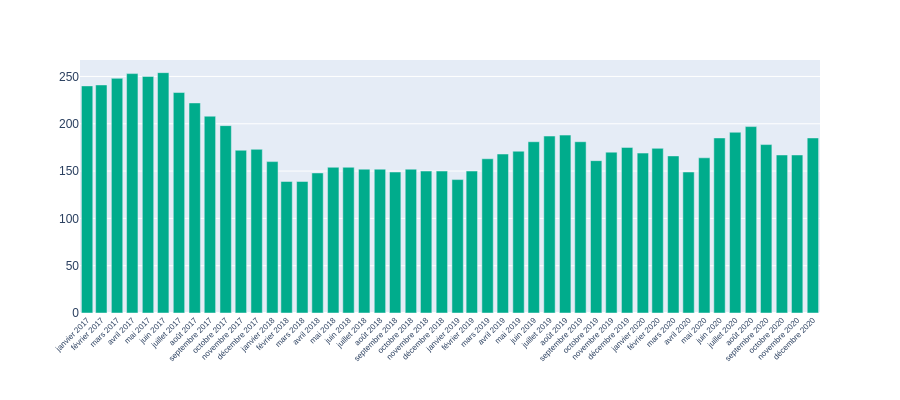 250
200
150
100
50
0
janvier 2017
février 2017
mars 2017
avril 2017
mai 2017
juin 2017
juillet 2017
août 2017
septembre 2017
octobre 2017
novembre 2017
décembre 2017
janvier 2018
février 2018
mars 2018
avril 2018
mai 2018
juin 2018
juillet 2018
août 2018
septembre 2018
octobre 2018
novembre 2018
décembre 2018
janvier 2019
février 2019
mars 2019
avril 2019
mai 2019
juin 2019
juillet 2019
août 2019
septembre 2019
octobre 2019
novembre 2019
décembre 2019
janvier 2020
février 2020
mars 2020
avril 2020
mai 2020
juin 2020
juillet 2020
août 2020
septembre 2020
octobre 2020
novembre 2020
décembre 2020